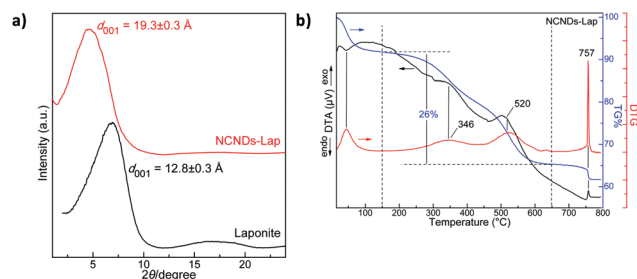 a)
d001 = 19.3±0.3 Å
NCNDs-Lap
d001 = 12.8±0.3 Å
Laponite
Intensity (a.u.)
5 10 15 20
2θ/degree
b)
NCNDs-Lap
757
520
346
26%
endo DTA (µV) exo
100
90
80
70
60
TG%
DTG
100 200 300 400 500 600 700 800
Temperature (°C)